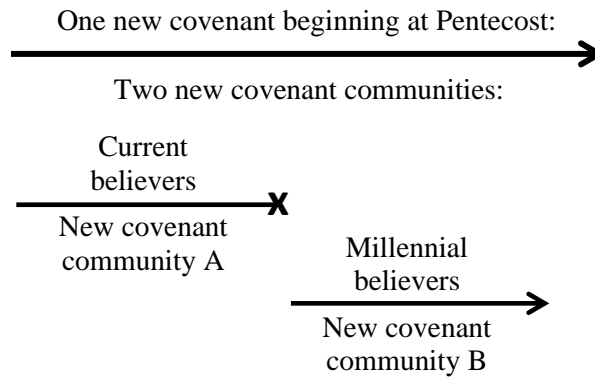 One new covenant beginning at Pentecost:
Two new covenant communities:
Current
believers
New covenant
community A
Millennial
believers
New covenant
community B